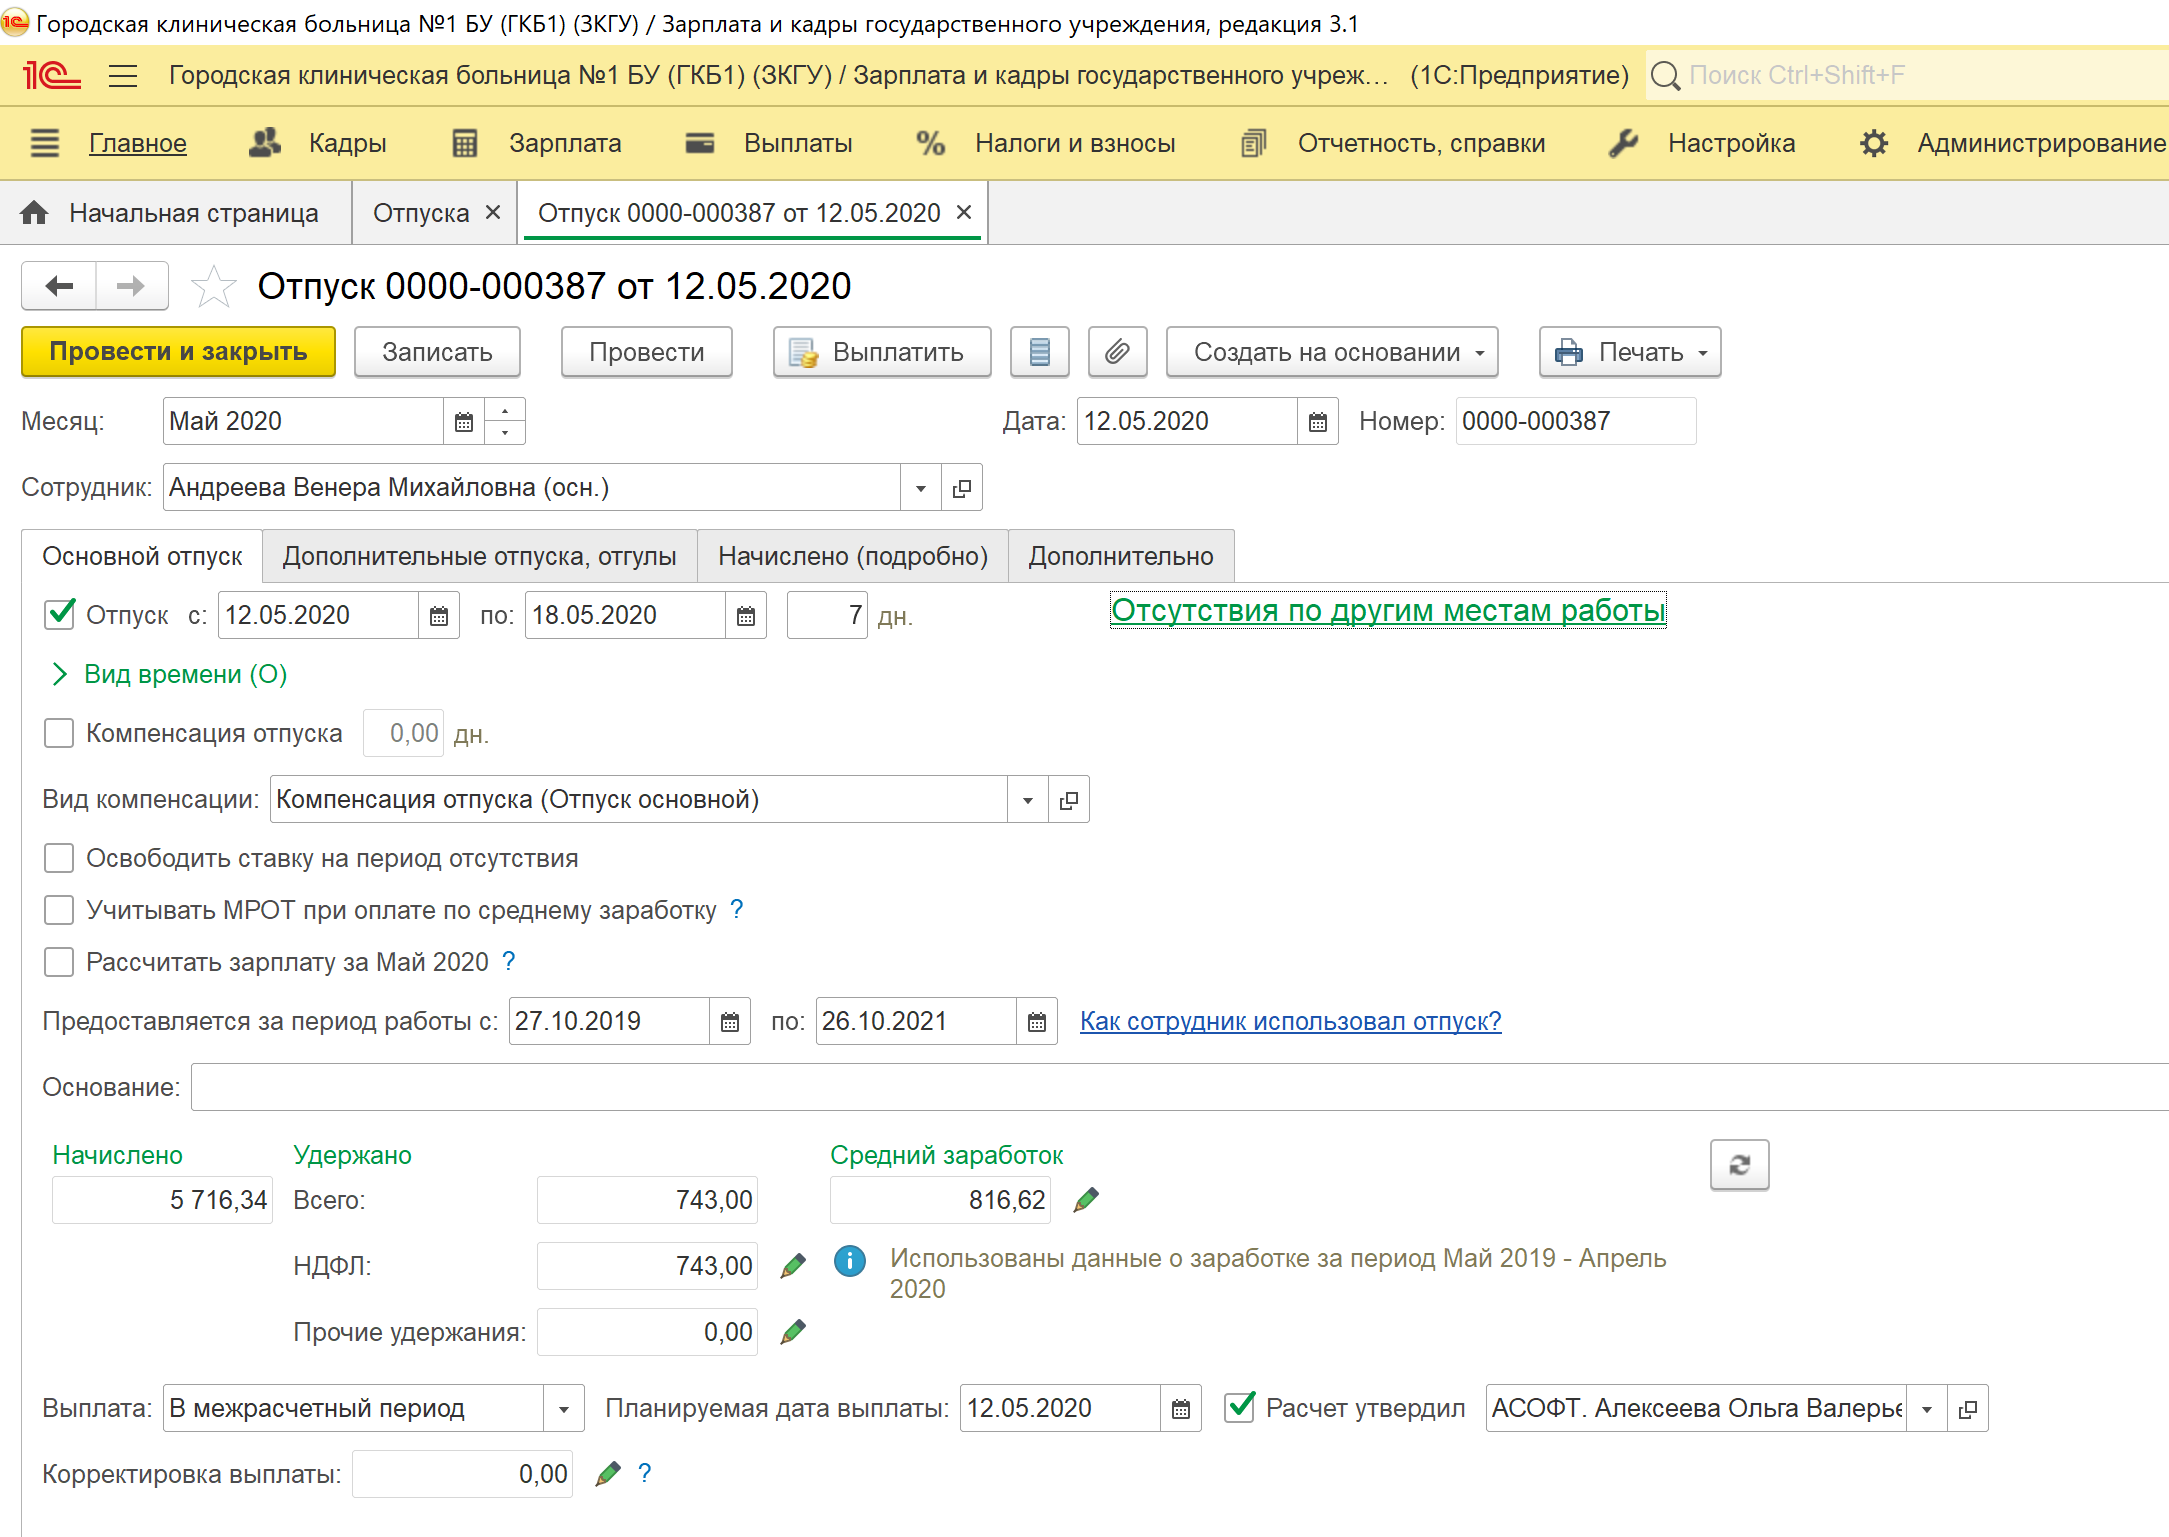 Городская клиническая больница №1 БУ (ГКБ1) (ЗКГУ) / Зарплата и кадры государственного учреждения, редакция 3.1
1С Городская клиническая больница №1 БУ (ГКБ1) (ЗКГУ) / Зарплата и кадры государственного учреж... (1С:Предприятие) Поиск Ctrl+Shift+F
Главное Кадры Зарплата Выплаты % Налоги и взносы Отчетность, справки Настройка Администрирование
Начальная страница Отпуска × Отпуск 0000-000387 от 12.05.2020 ×
Отпуск 0000-000387 от 12.05.2020
Провести и закрыть Записать Провести Выплатить Создать на основании Печать
Месяц: Май 2020 Дата: 12.05.2020 Номер: 0000-000387
Сотрудник: Андреева Венера Михайловна (осн.)
Основной отпуск Дополнительные отпуска, отгулы Начислено (подробно) Дополнительно
Отпуск с: 12.05.2020 по: 18.05.2020 7 дн. Отсутствия по другим местам работы
Вид времени (О)
Компенсация отпуска 0,00 дн.
Вид компенсации: Компенсация отпуска (Отпуск основной)
Освободить ставку на период отсутствия
Учитывать МРОТ при оплате по среднему заработку ?
Рассчитать зарплату за Май 2020 ?
Предоставляется за период работы с: 27.10.2019 по: 26.10.2021 Как сотрудник использовал отпуск?
Основание:
Начислено Удержано Средний заработок
5 716,34 Всего: 743,00 816,62
НДФЛ: 743,00 Использованы данные о заработке за период Май 2019 - Апрель
2020
Прочие удержания: 0,00
Выплата: В межрасчетный период Планируемая дата выплаты: 12.05.2020 Расчет утвердил АСОФТ. Алексеева Ольга Валерье
Корректировка выплаты: 0,00 ?